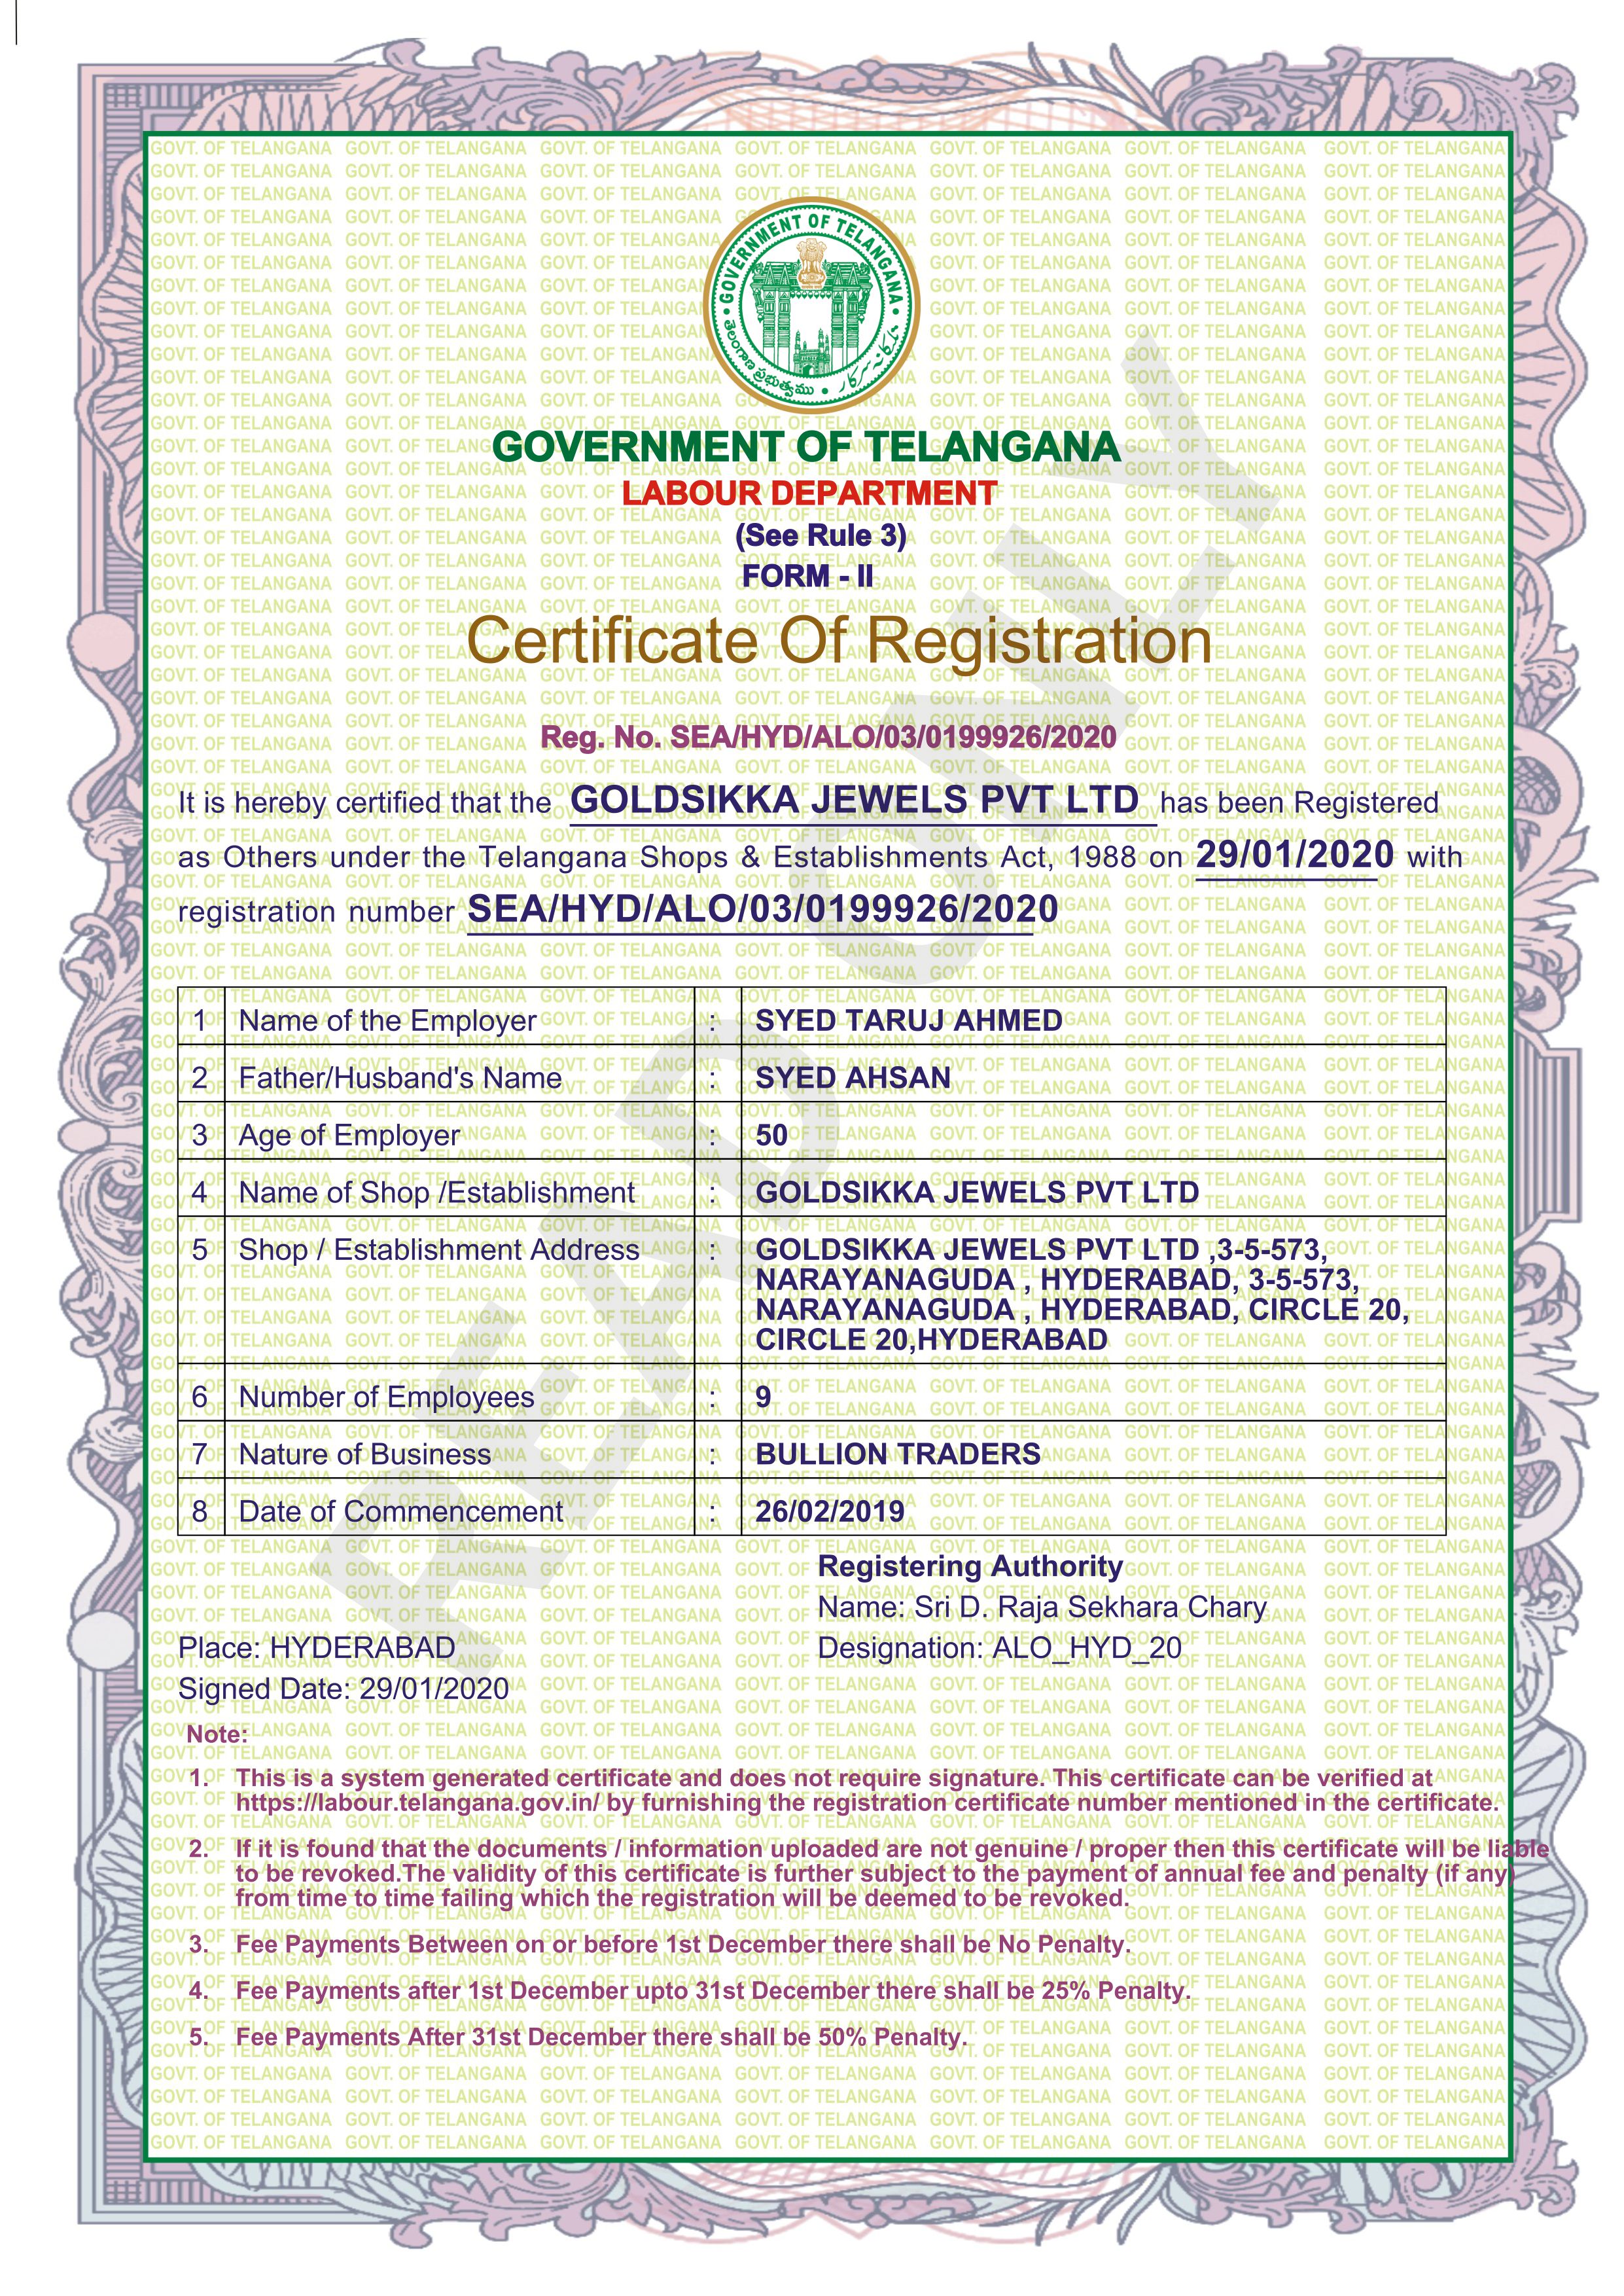 GOVERNMENT OF TELANGANA
తెలంగాణ ప్రభుత్వము
GOVERNMENT OF TELANGANA
LABOUR DEPARTMENT
(See Rule 3)
FORM - II
Certificate Of Registration
Reg. No. SEA/HYD/ALO/03/0199926/2020
It is hereby certified that the GOLDSIKKA JEWELS PVT LTD has been Registered
as Others under the Telangana Shops & Establishments Act, 1988 on 29/01/2020 with
registration number SEA/HYD/ALO/03/0199926/2020
1 Name of the Employer : SYED TARUJ AHMED
2 Father/Husband's Name : SYED AHSAN
3 Age of Employer : 50
4 Name of Shop /Establishment : GOLDSIKKA JEWELS PVT LTD
5 Shop / Establishment Address : GOLDSIKKA JEWELS PVT LTD ,3-5-573,
NARAYANAGUDA , HYDERABAD, 3-5-573,
NARAYANAGUDA , HYDERABAD, CIRCLE 20,
CIRCLE 20,HYDERABAD
6 Number of Employees : 9
7 Nature of Business : BULLION TRADERS
8 Date of Commencement : 26/02/2019
Registering Authority
Name: Sri D. Raja Sekhara Chary
Place: HYDERABAD Designation: ALO_HYD_20
Signed Date: 29/01/2020
Note:
1. This is a system generated certificate and does not require signature. This certificate can be verified at
https://labour.telangana.gov.in/ by furnishing the registration certificate number mentioned in the certificate.
2. If it is found that the documents / information uploaded are not genuine / proper then this certificate will be liable
to be revoked.The validity of this certificate is further subject to the payment of annual fee and penalty (if any)
from time to time failing which the registration will be deemed to be revoked.
3. Fee Payments Between on or before 1st December there shall be No Penalty.
4. Fee Payments after 1st December upto 31st December there shall be 25% Penalty.
5. Fee Payments After 31st December there shall be 50% Penalty.
READ ONLY